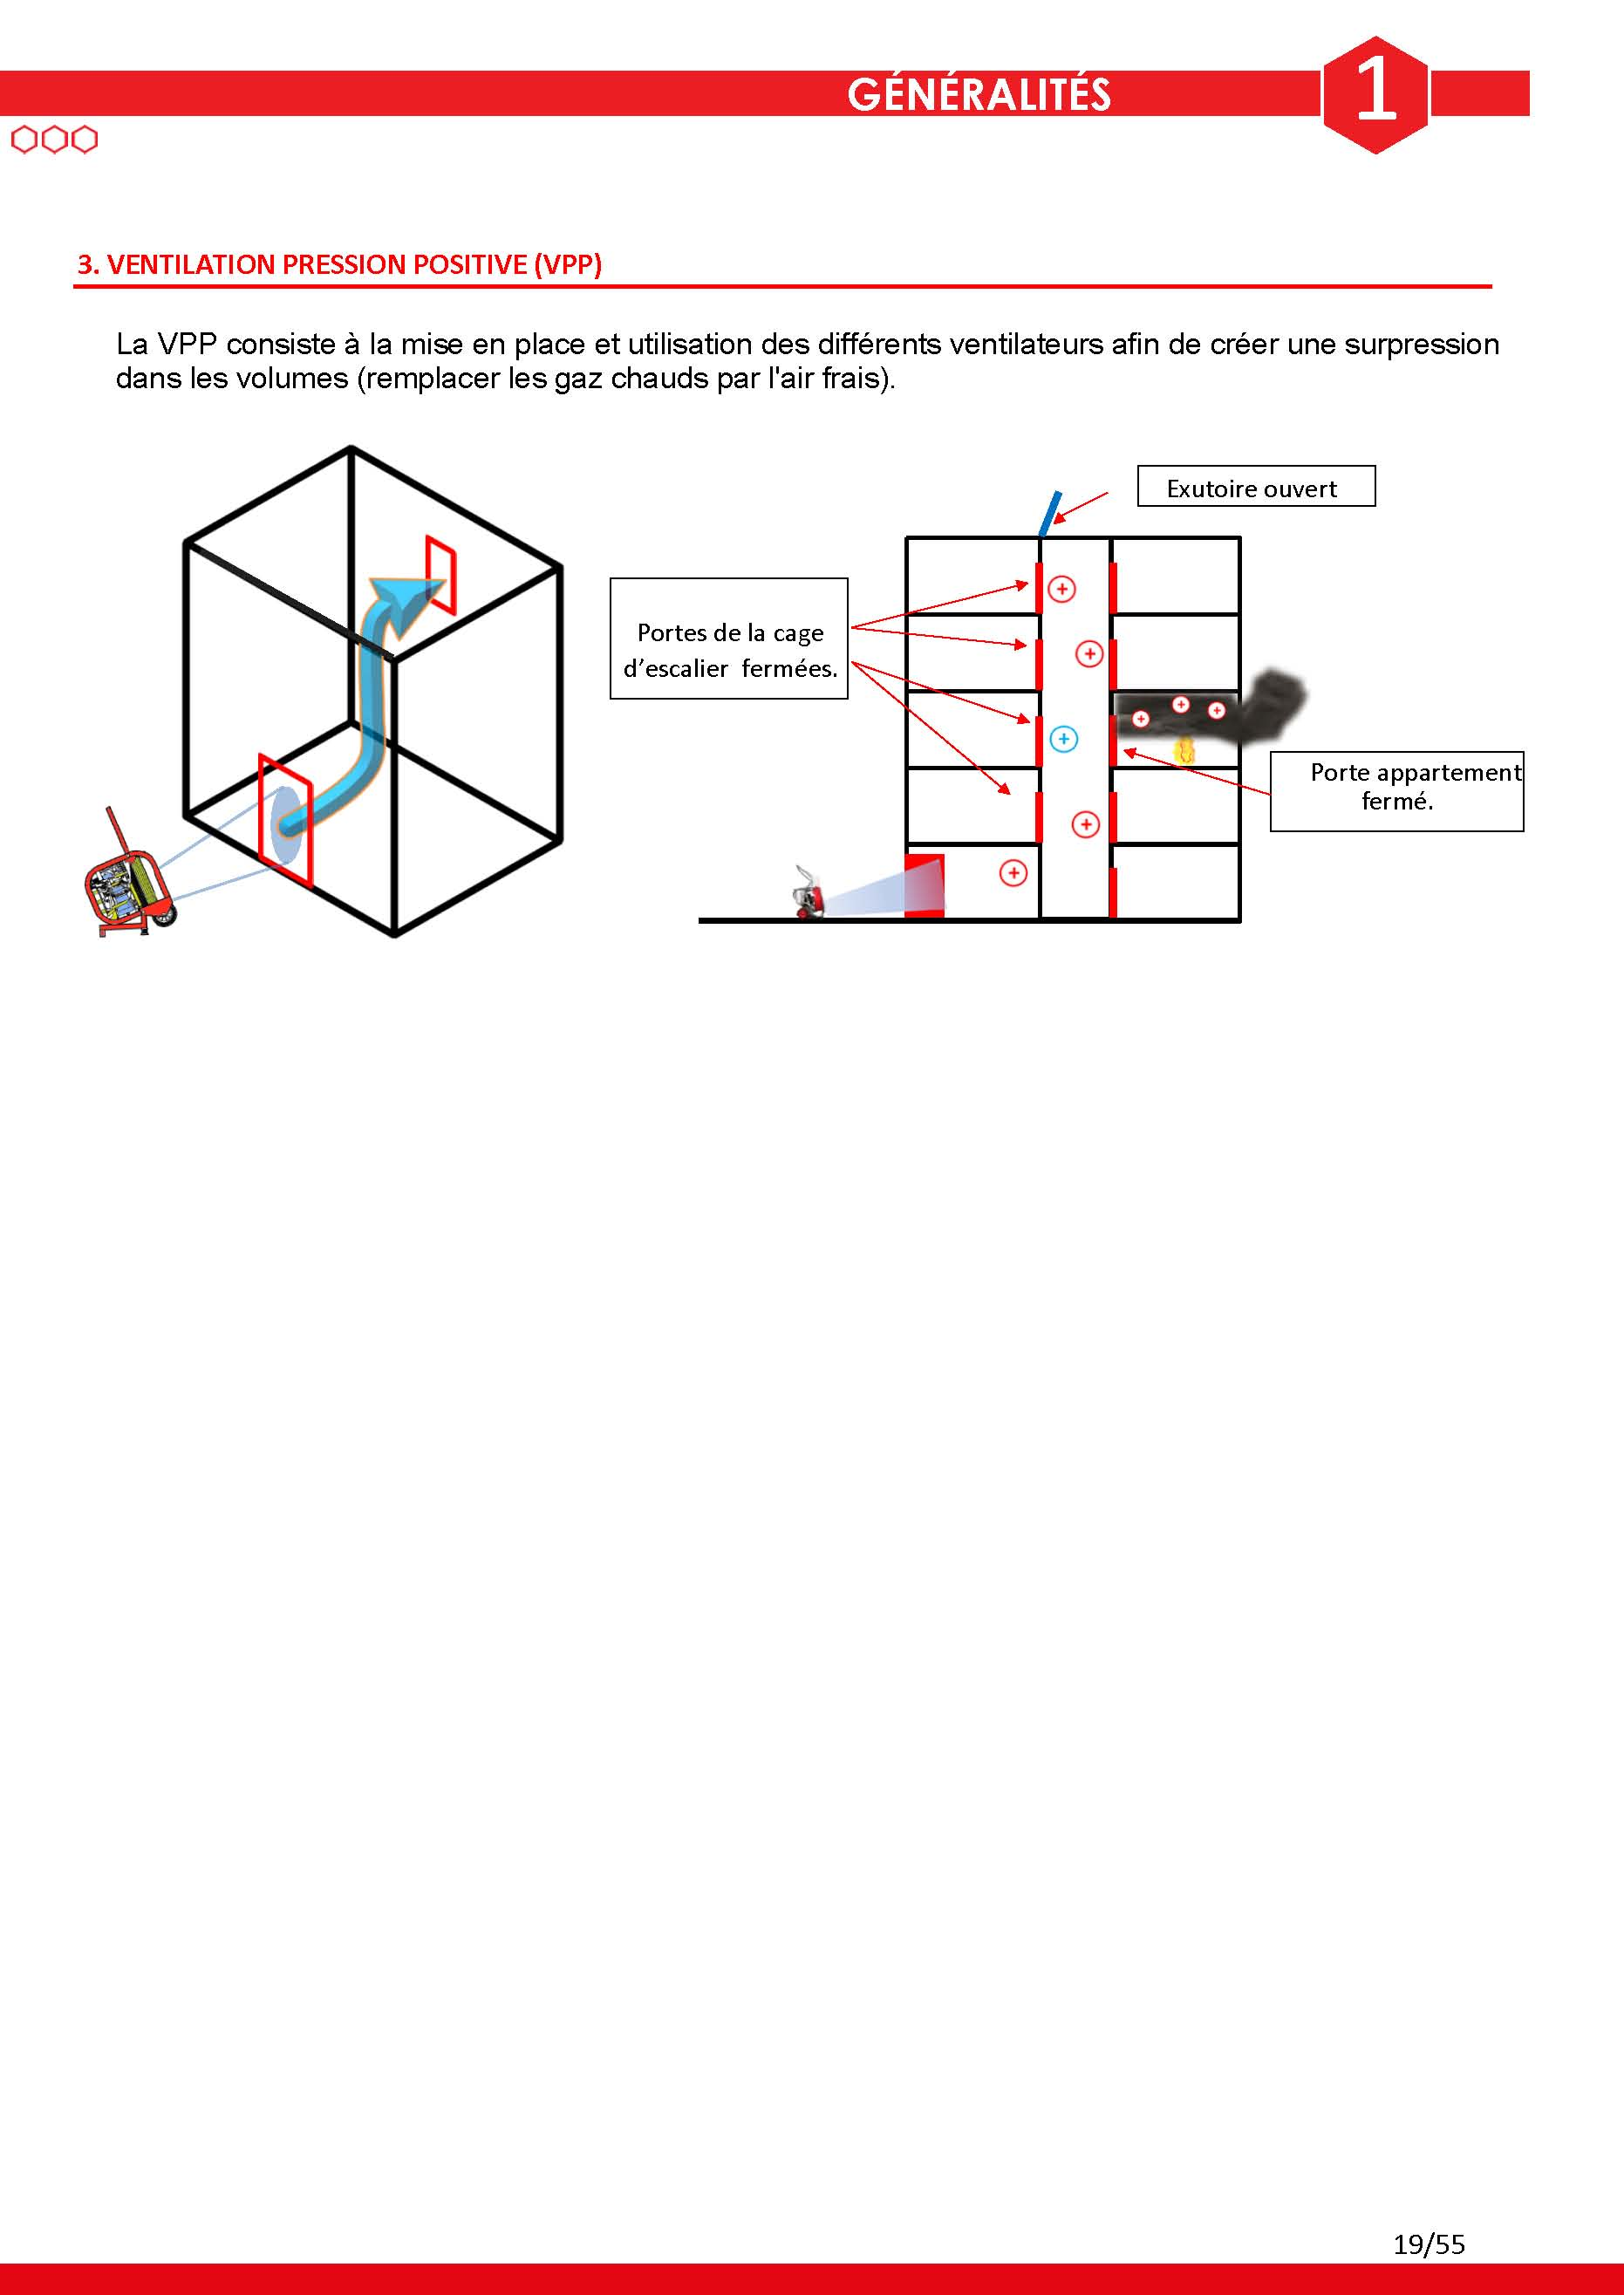 GÉNÉRALITÉS
1
3. VENTILATION PRESSION POSITIVE (VPP)
La VPP consiste à la mise en place et utilisation des différents ventilateurs afin de créer une surpression
dans les volumes (remplacer les gaz chauds par l'air frais).
Exutoire ouvert
Portes de la cage
d’escalier fermées.
Porte appartement
fermé.
19/55